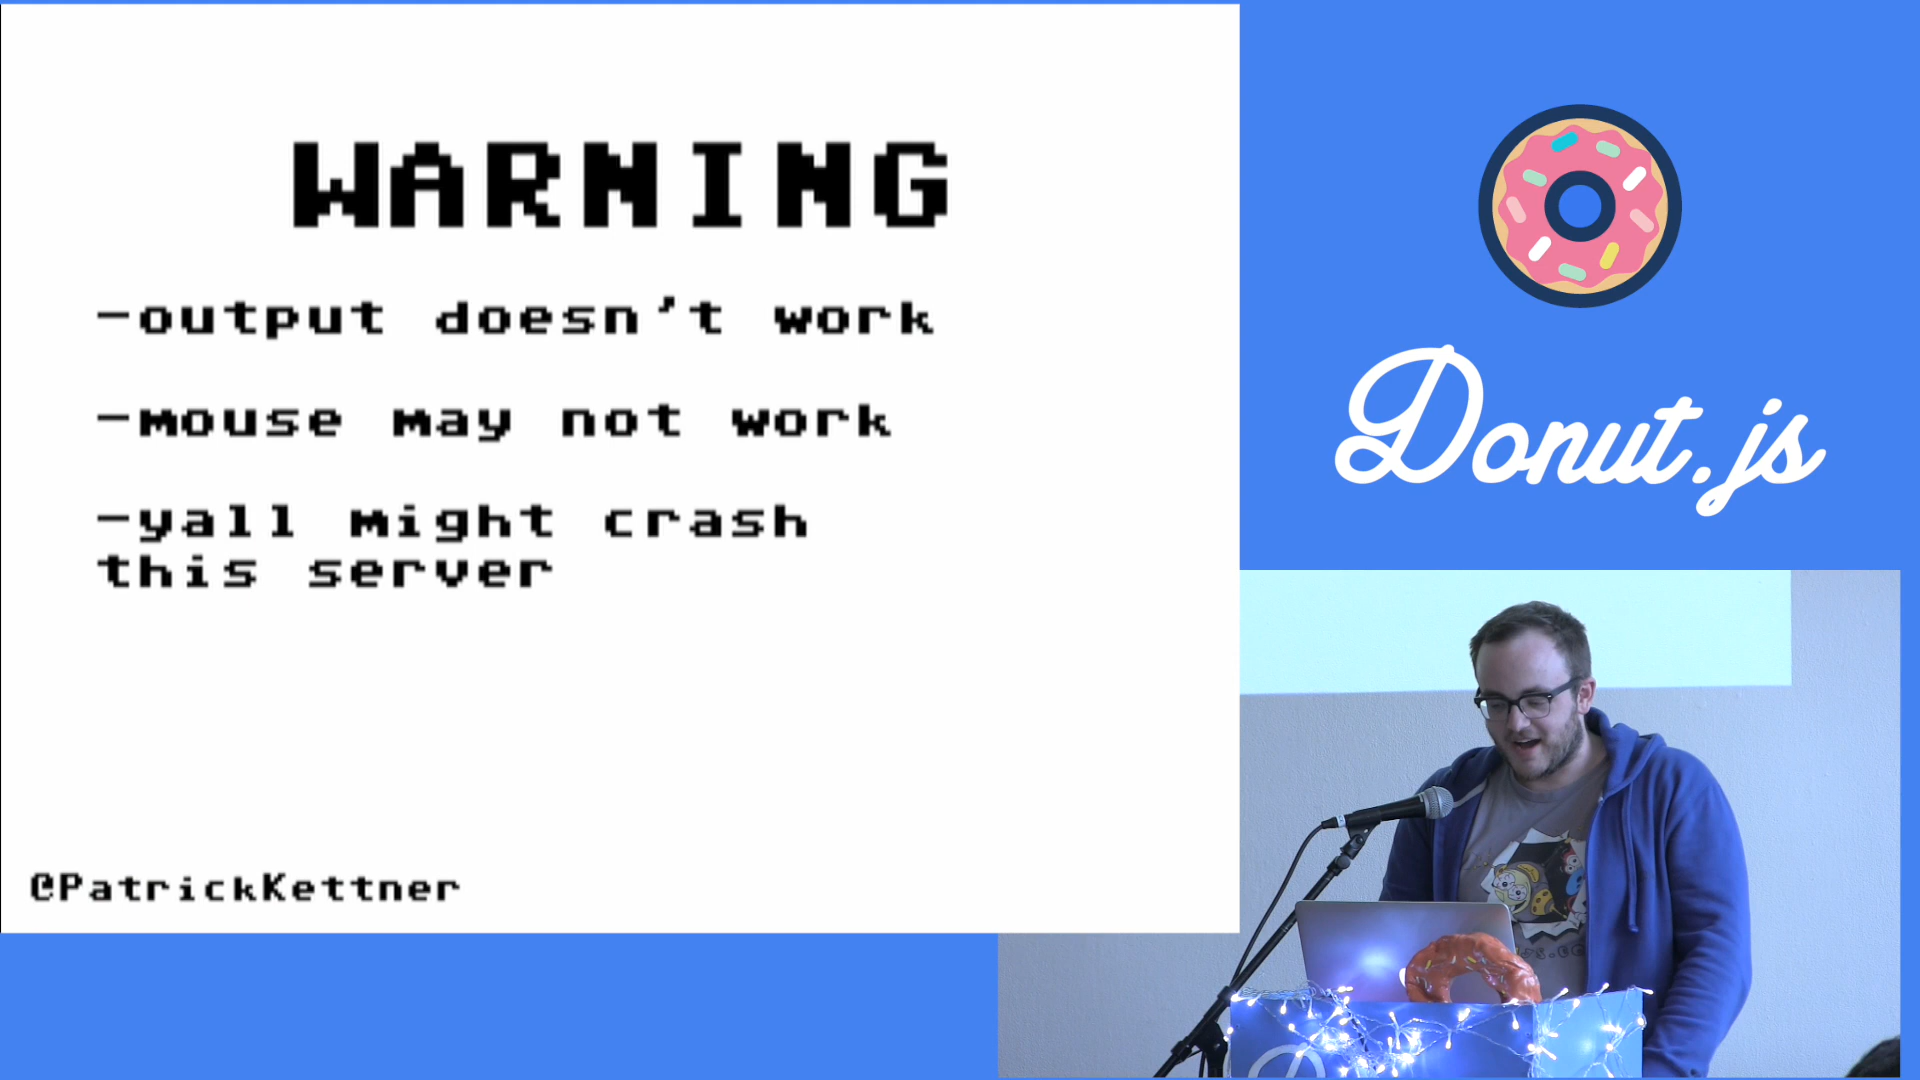 WARNING
-output doesn't work
-mouse may not work
-yall might crash
this server
@PatrickKettner
Donut.js